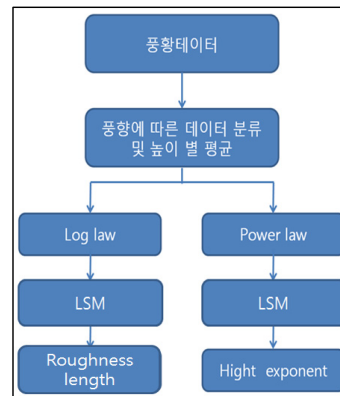 풍황테이터
풍향에 따른 데이터 분류
및 높이 별 평균
Log law
Power law
LSM
LSM
Roughness
length
Hight exponent